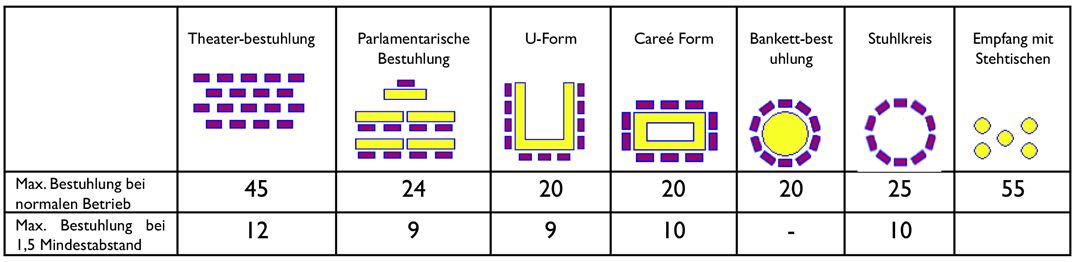 Theater-bestuhlung
Parlamentarische
Bestuhlung
U-Form
Careé Form
Bankett-best
uhlung
Stuhlkreis
Empfang mit
Stehtischen
Max. Bestuhlung bei
normalen Betrieb
45
24
20
20
20
25
55
Max. Bestuhlung bei
1,5 Mindestabstand
12
9
9
10
-
10